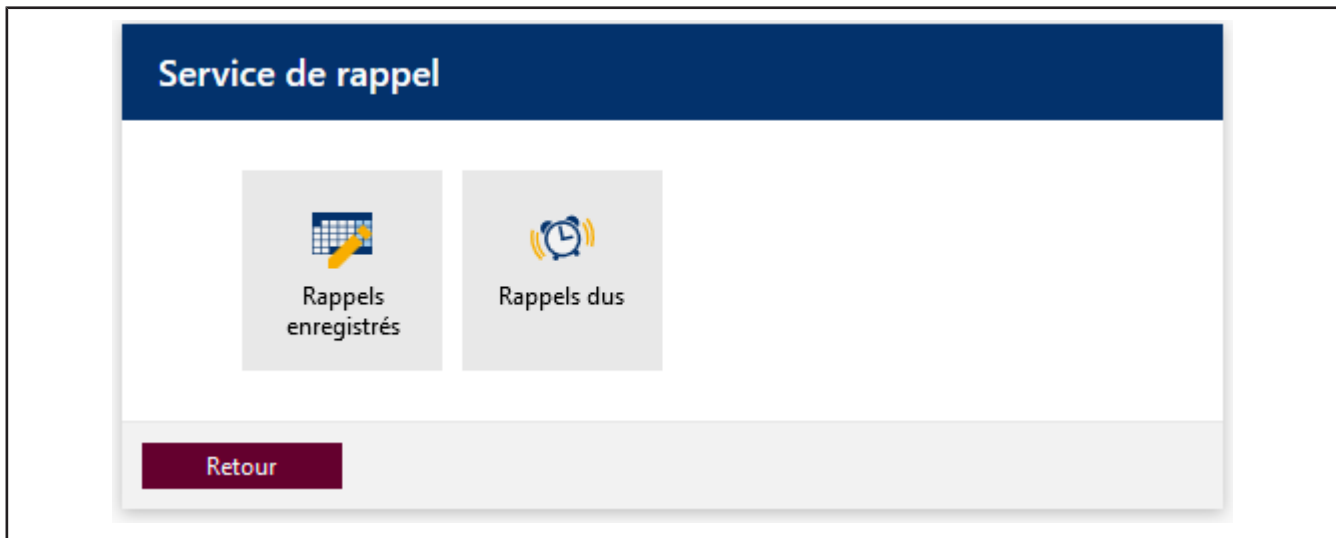 Service de rappel
Rappels
enregistrés
Rappels dus
Retour